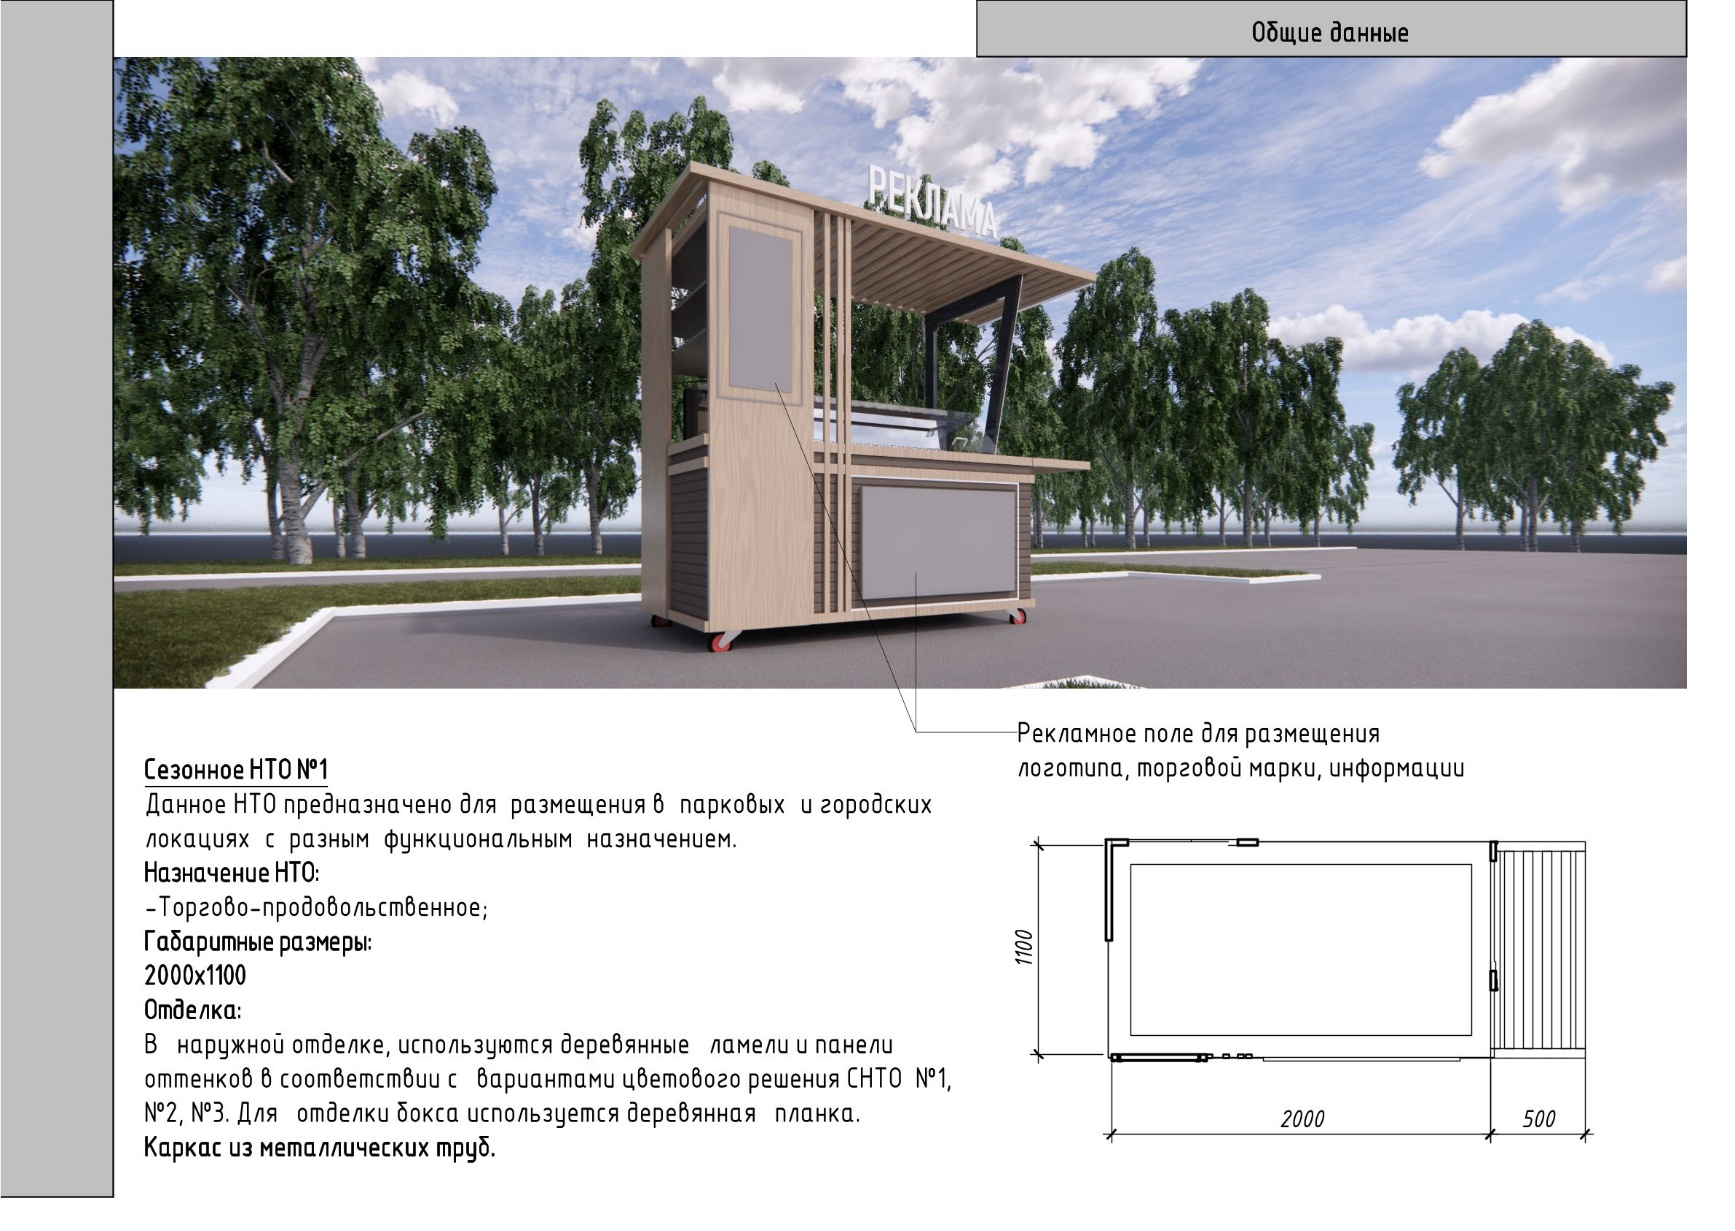 Общие данные
РЕКЛАМА
Рекламное поле для размещения
логотипа, торговой марки, информации
Сезонное НТО №1
Данное НТО предназначено для размещения в парковых и городских
локациях с разным функциональным назначением.
Назначение НТО:
-Торгово-продовольственное;
Габаритные размеры:
2000х1100
Отделка:
В наружной отделке, используются деревянные ламели и панели
оттенков в соответствии с вариантами цветового решения СНТО №1,
№2, №3. Для отделки бокса используется деревянная планка.
Каркас из металлических труб.
1100
2000
500